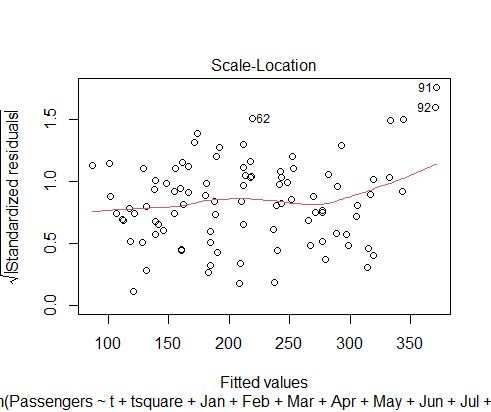 Scale-Location
√|Standardized residuals|
1.5
1.0
0.5
0.0
91
92
62
100 150 200 250 300 350
Fitted values
n(Passengers ~ t + tsquare + Jan + Feb + Mar + Apr + May + Jun + Jul +